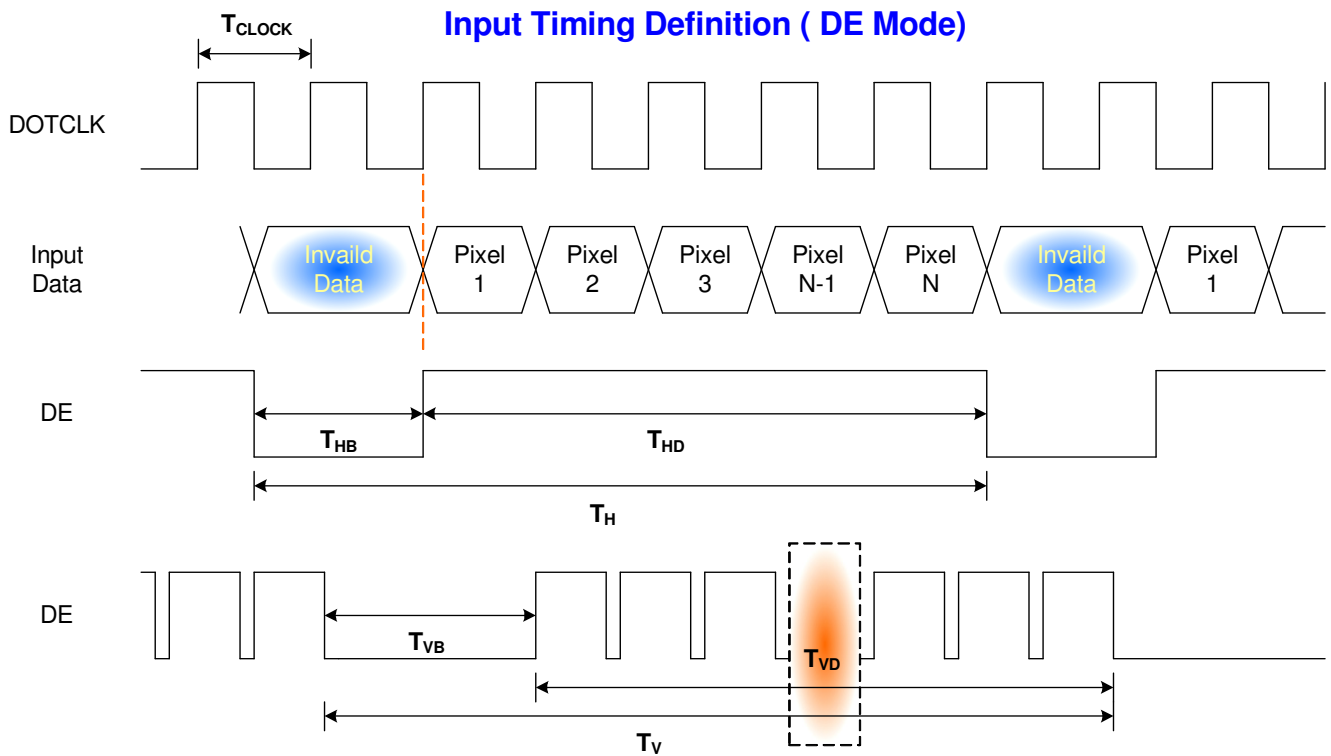 Input Timing Definition ( DE Mode)
TCLOCK
DOTCLK
Input
Data
Invaild
Data
Pixel
1
Pixel
2
Pixel
3
Pixel
N-1
Pixel
N
Invaild
Data
Pixel
1
DE
THB
THD
TH
DE
TVB
TVD
TV